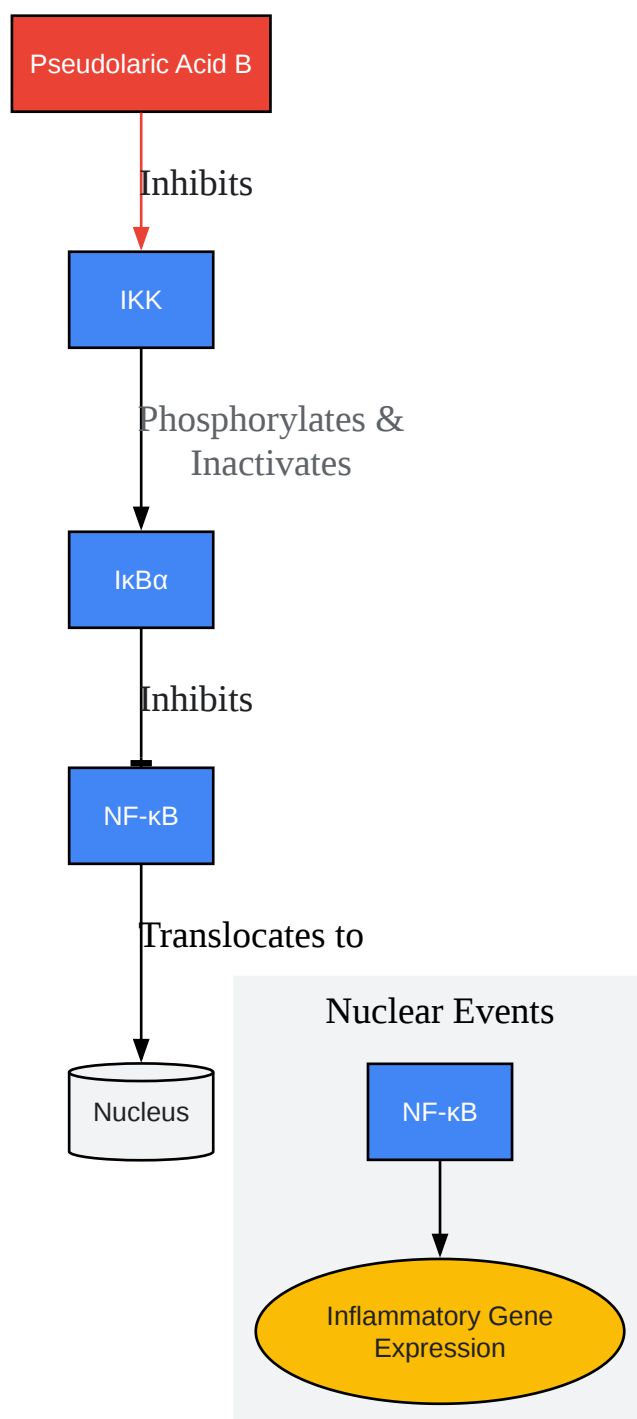 Pseudolaric Acid B
Inhibits
IKK
Phosphorylates &
Inactivates
IκBα
Inhibits
NF-κB
Translocates to
Nuclear Events
Nucleus
NF-κB
Inflammatory Gene
Expression